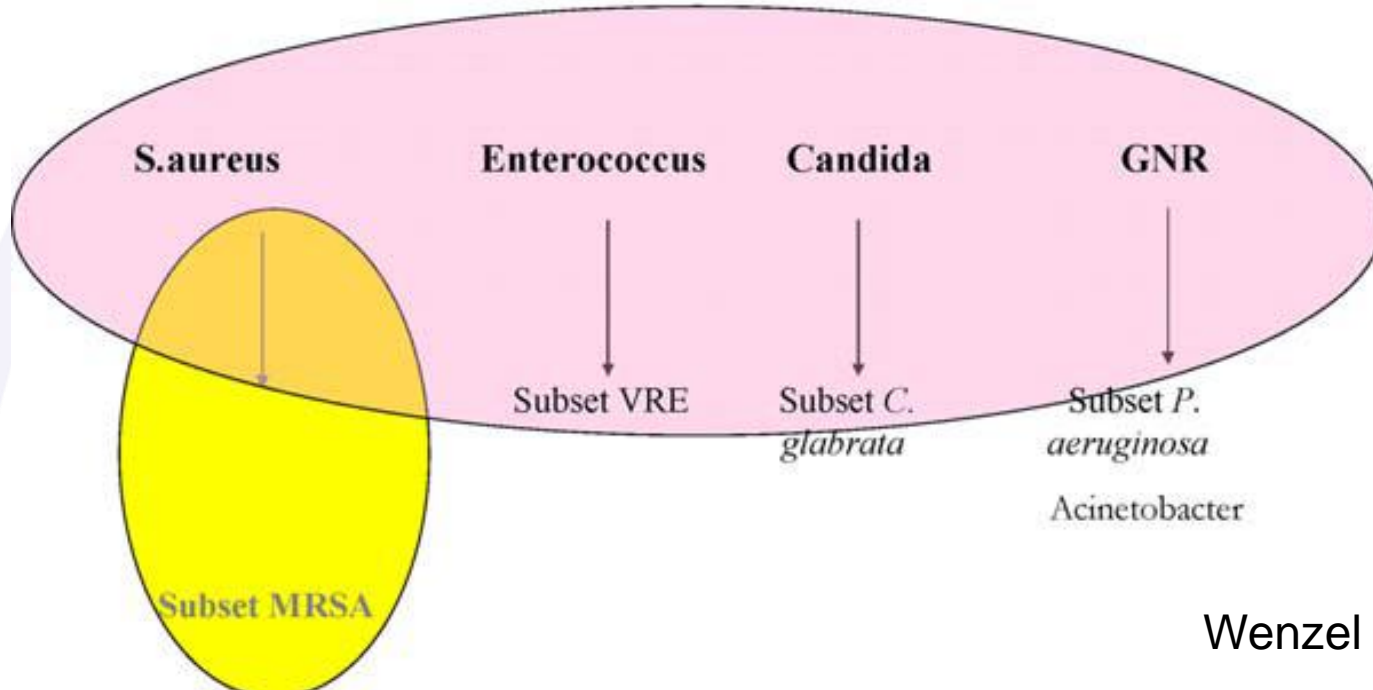 S.aureus
Enterococcus
Candida
GNR
Subset VRE
Subset C.
glabrata
Subset P.
aeruginosa
Acinetobacter
Subset MRSA
Wenzel